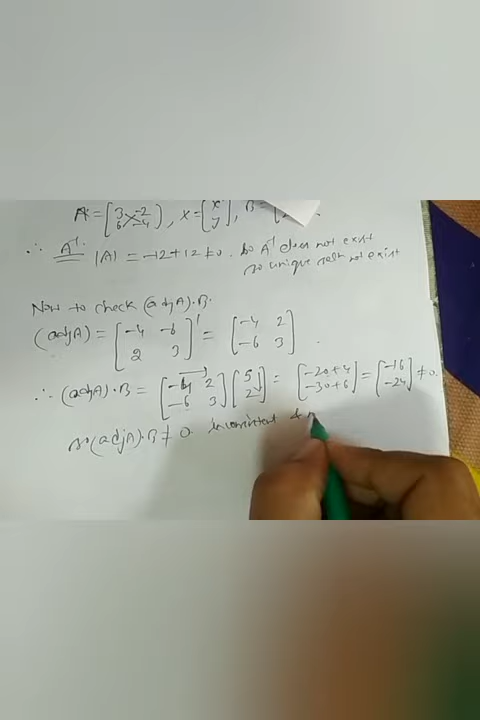 A = [3 -2 6 -4], X = [x y], B =
∴ A⁻¹ |A| = -12 + 12 ≠ 0. so A⁻¹ does not exist
so unique not exist
Now to check (adjA).B.
(adjA) = [-4 -6 2 3]' = [-4 2 -6 3].
∴ (adjA).B = [-4 2 -6 3] [5 2] = [-20+4 -30+6] = [-16 -24] ≠ 0.
so (adjA).B ≠ 0. Inconsistent &